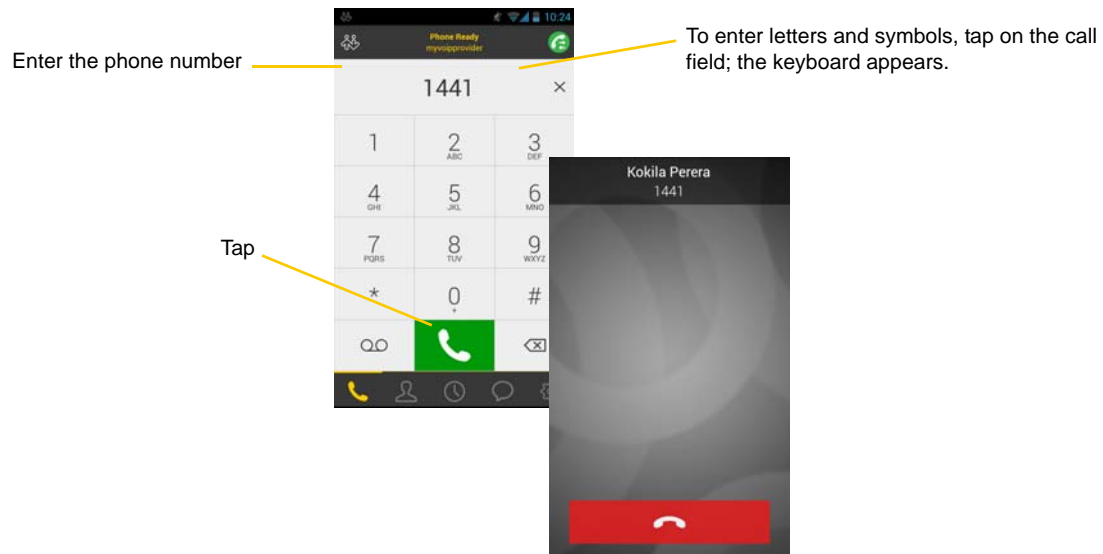 10:24
Phone Ready
myvoipprovider
To enter letters and symbols, tap on the call
field; the keyboard appears.
Enter the phone number
1441
1
2
ABC
3
DEF
4
GHI
5
JKL
6
MNO
7
PQRS
8
TUV
9
WXYZ
*
0
+
#
Tap
Kokila Perera
1441